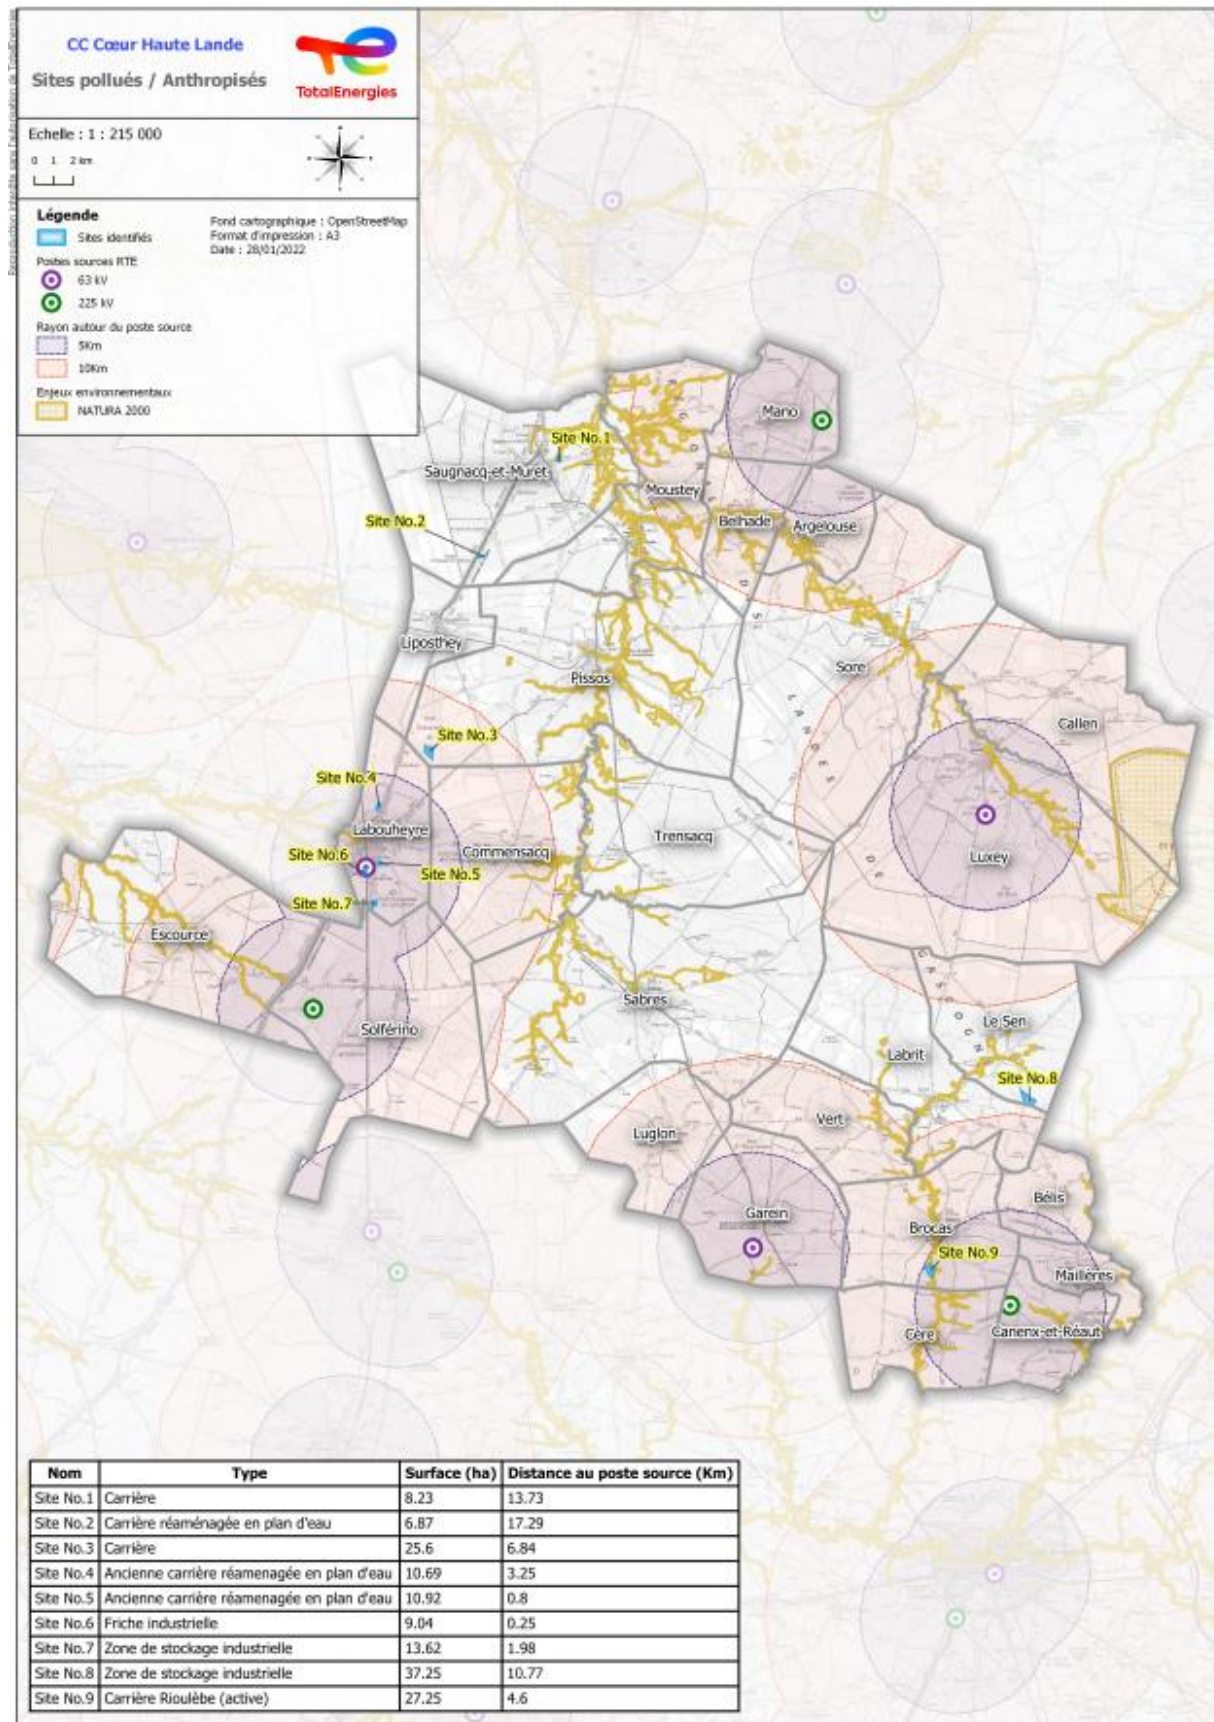 CC Cœur Haute Lande
Sites pollués / Anthropisés
TotalEnergies
Echelle : 1 : 215 000
0 1 2 km
Légende
Sites identifiés
Postes sources RTE
63 kV
225 kV
Rayon autour du poste source
5Km
10Km
Enjeux environnementaux
NATURA 2000
Fond cartographique : OpenStreetMap
Format d'impression : A3
Date : 28/01/2022
Reproduction interdite sans l'autorisation de TotalEnergies
Mano
Site No.1
Saugnacq-et-Muret
Moustey
Site No.2
Belhade
Argelouse
Liposthey
Sore
Pissos
Callen
Site No.3
Site No.4
Labouheyre
Trensacq
Commensacq
Site No.6
Luxey
Site No.5
Site No.7
Escource
Sabres
Le Sen
Solférino
Labrit
Site No.8
Vert
Luglon
Bélis
Garein
Brocas
Site No.9
Maillères
Cère
Canenx-et-Réaut
LANDES DE GASCOGNE
Nom Type Surface (ha) Distance au poste source (Km)
Site No.1 Carrière 8.23 13.73
Site No.2 Carrière réaménagée en plan d'eau 6.87 17.29
Site No.3 Carrière 25.6 6.84
Site No.4 Ancienne carrière réamenagée en plan d'eau 10.69 3.25
Site No.5 Ancienne carrière réamenagée en plan d'eau 10.92 0.8
Site No.6 Friche industrielle 9.04 0.25
Site No.7 Zone de stockage industrielle 13.62 1.98
Site No.8 Zone de stockage industrielle 37.25 10.77
Site No.9 Carrière Rioulèbe (active) 27.25 4.6